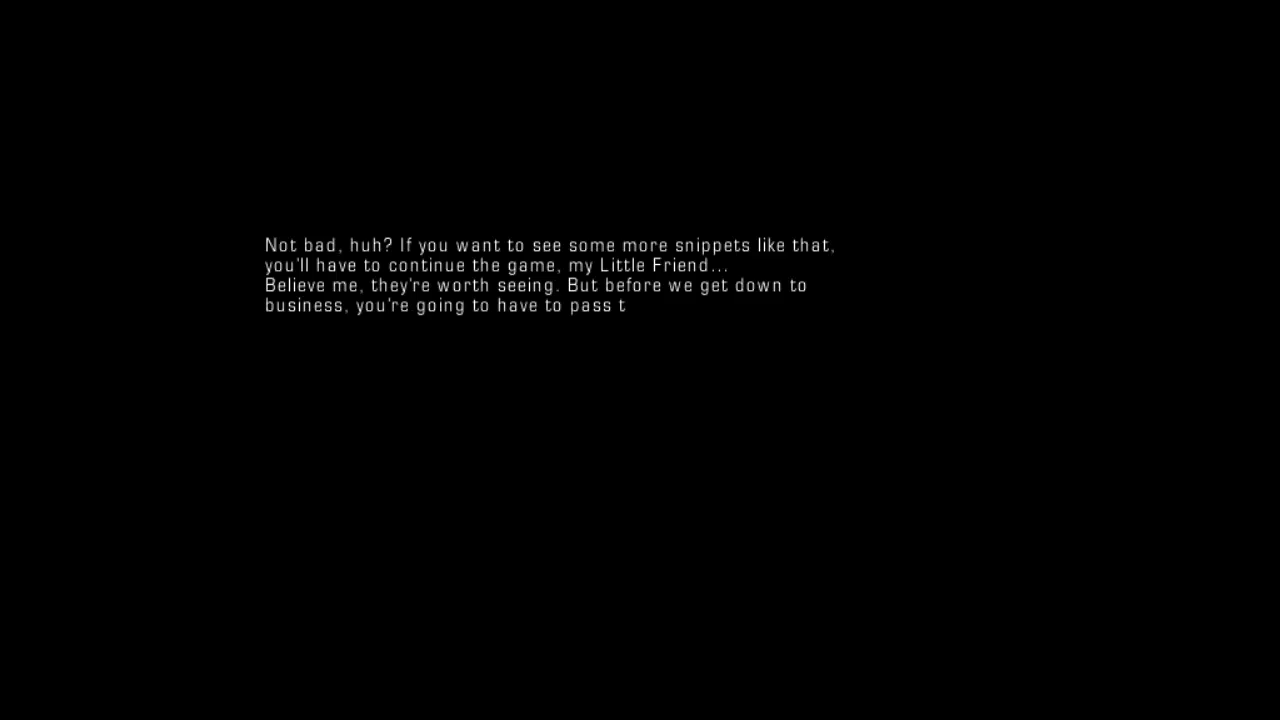 Not bad, huh? If you want to see some more snippets like that,
you'll have to continue the game, my Little Friend...
Believe me, they're worth seeing. But before we get down to
business, you're going to have to pass t